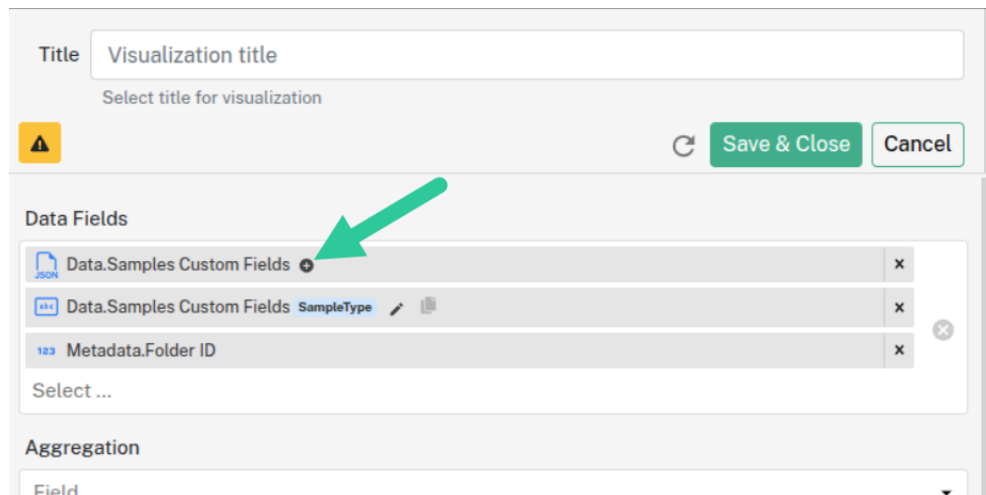 Title Visualization title
Select title for visualization
Save & Close Cancel
Data Fields
JSON Data.Samples Custom Fields
abc Data.Samples Custom Fields SampleType
123 Metadata.Folder ID
Select ...
Aggregation
Field